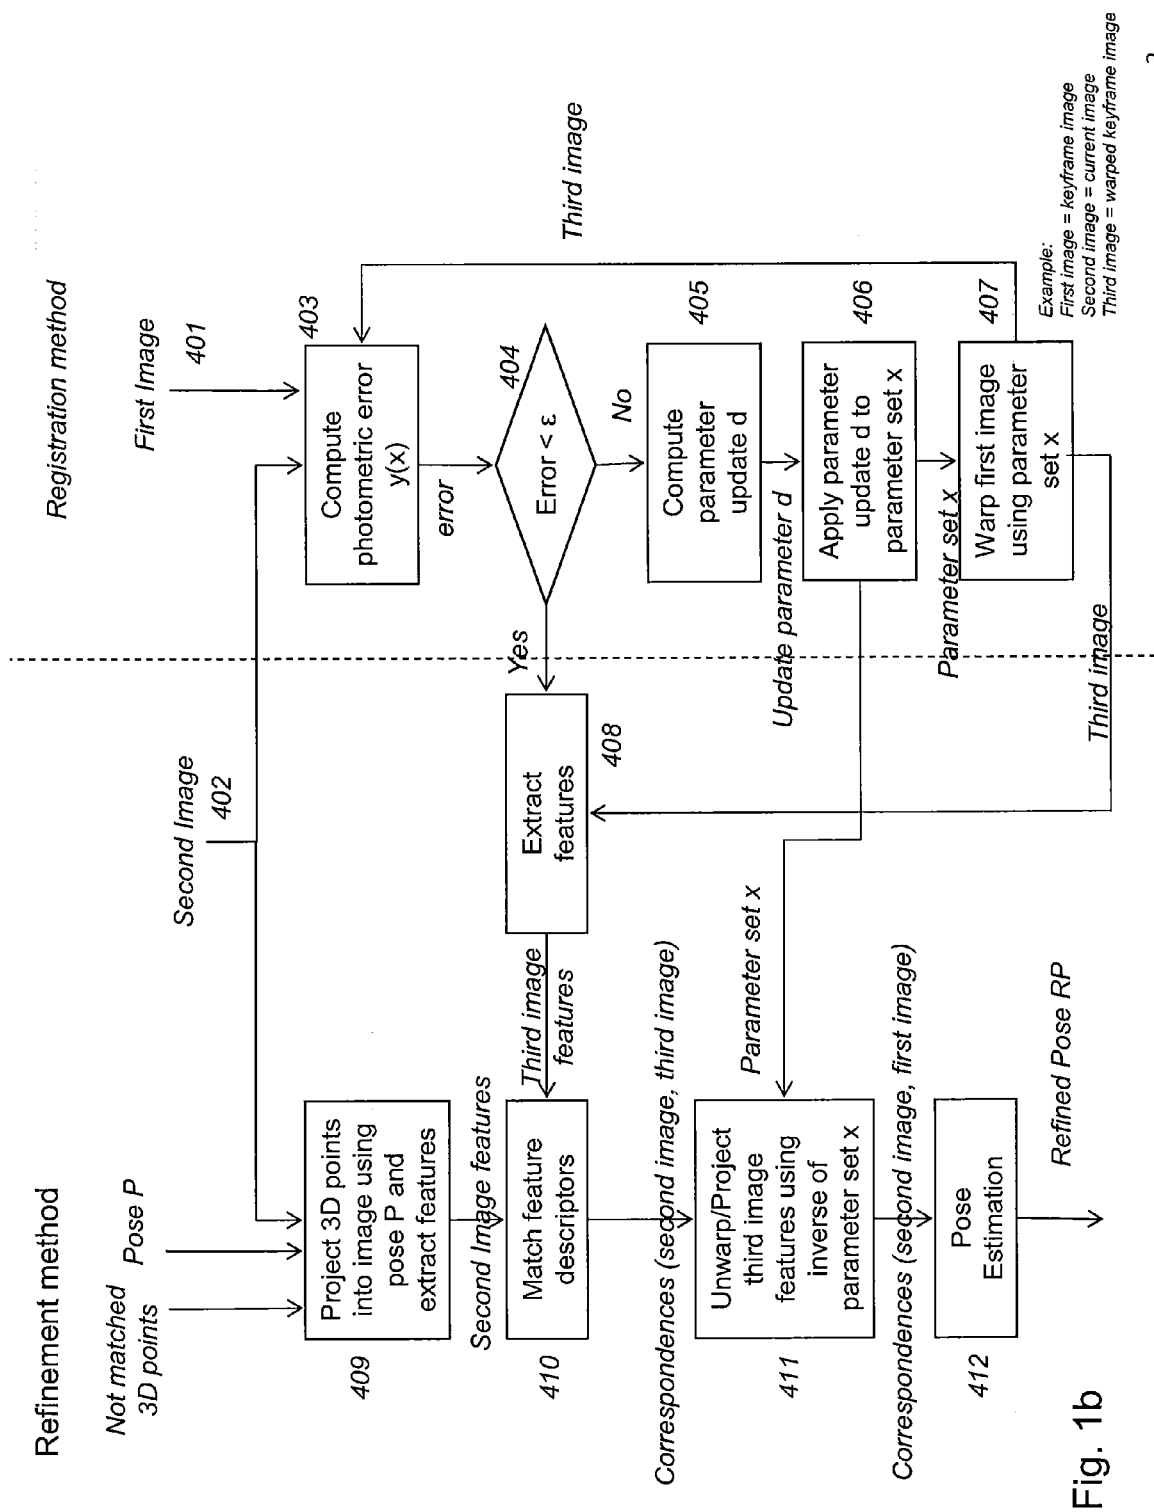 Refinement method
Registration method
Not matched
3D points
Pose P
Second Image
402
First Image
401
409
Project 3D points
into image using
pose P and
extract features
403
Compute
photometric error
y(x)
error
404
Error < ε
Yes
No
Extract
features
408
Third image
features
Second Image features
410
Match feature
descriptors
405
Compute
parameter
update d
Update parameter d
406
Apply parameter
update d to
parameter set x
Parameter set x
407
Warp first image
using parameter
set x
Third image
Third image
Parameter set x
Correspondences (second image, third image)
411
Unwarp/Project
third image
features using
inverse of
parameter set x
Correspondences (second image, first image)
412
Pose
Estimation
Refined Pose RP
Example:
First image = keyframe image
Second image = current image
Third image = warped keyframe image
Fig. 1b